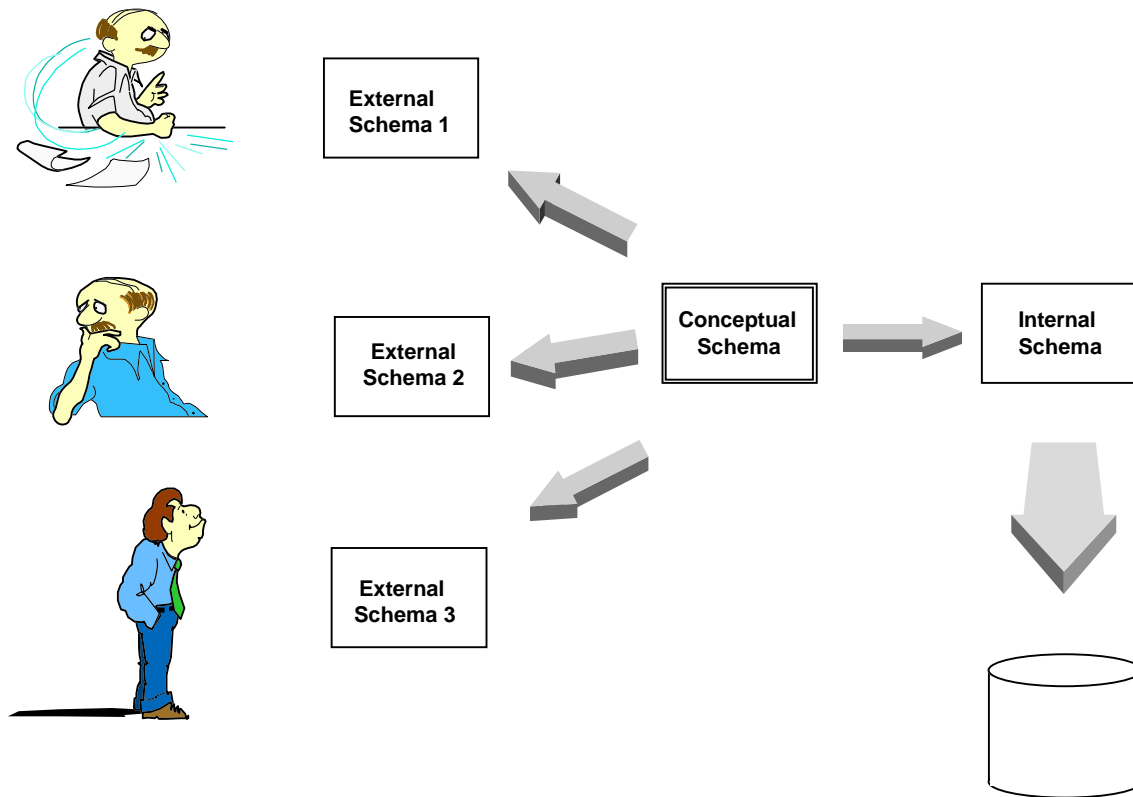 External
Schema 1
External
Schema 2
External
Schema 3
Conceptual
Schema
Internal
Schema